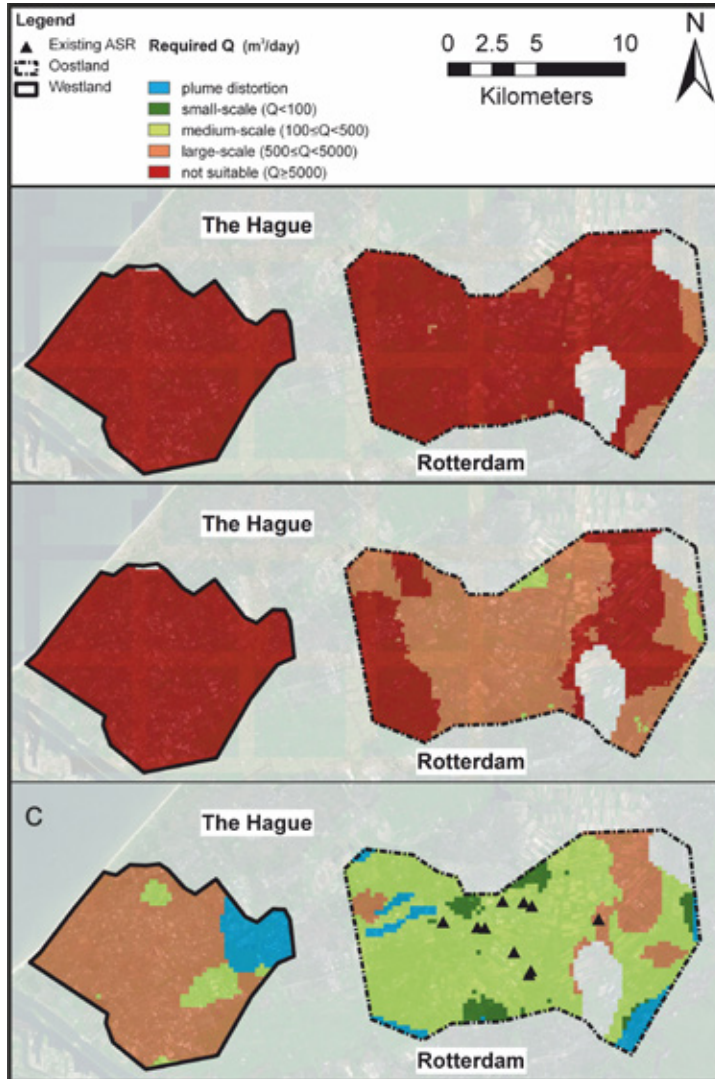 Legend
Existing ASR
Oostland
Westland
Required Q (m³/day)
plume distortion
small-scale (Q<100)
medium-scale (100≤Q<500)
large-scale (500≤Q<5000)
not suitable (Q≥5000)
0 2.5 5 10
Kilometers
N
The Hague
Rotterdam
The Hague
Rotterdam
C
The Hague
Rotterdam